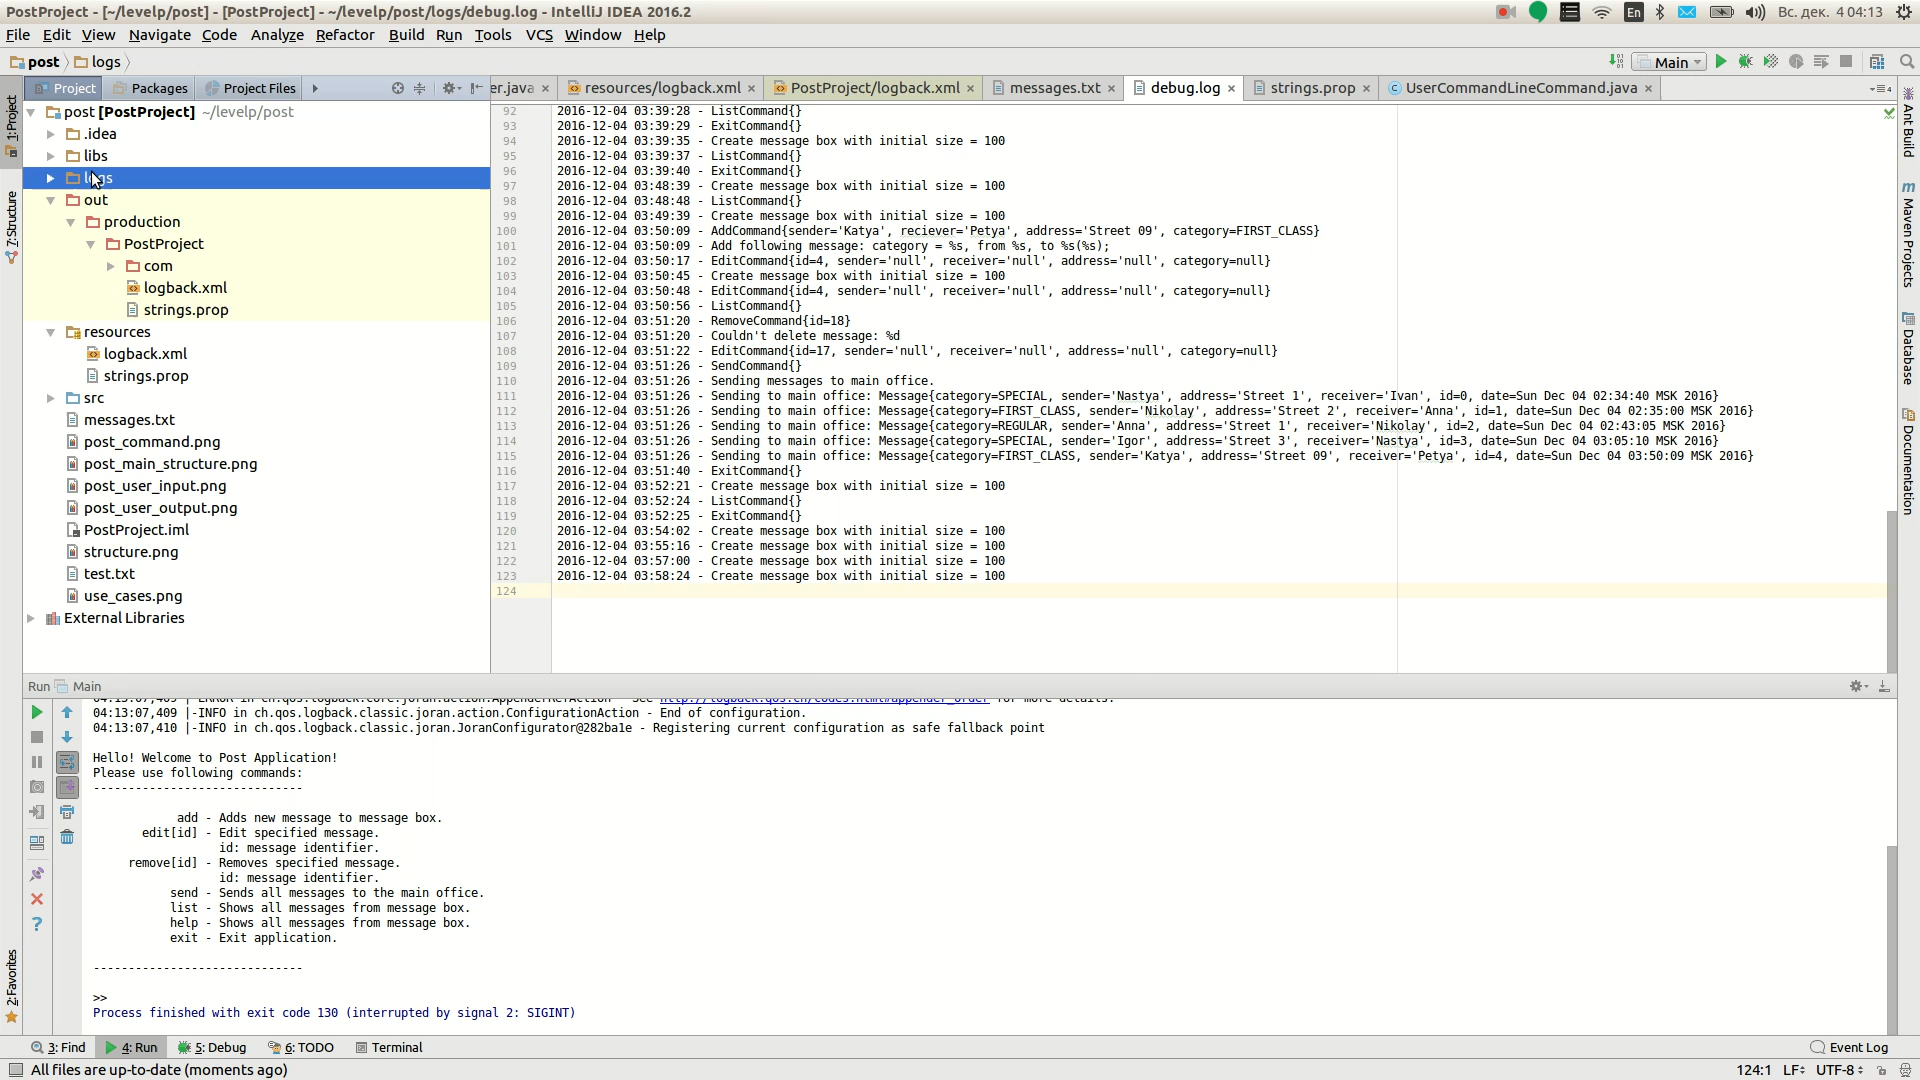 PostProject - [~/levelp/post] - [PostProject] - ~/levelp/post/logs/debug.log - IntelliJ IDEA 2016.2
En
Вс. дек. 4 04:13
File Edit View Navigate Code Analyze Refactor Build Run Tools VCS Window Help
post logs
Main
Project Packages Project Files
er.java resources/logback.xml PostProject/logback.xml messages.txt debug.log strings.prop UserCommandLineCommand.java
1:Project
7:Structure
2:Favorites
post [PostProject] ~/levelp/post
.idea
libs
logs
out
production
PostProject
com
logback.xml
strings.prop
resources
logback.xml
strings.prop
src
messages.txt
post_command.png
post_main_structure.png
post_user_input.png
post_user_output.png
PostProject.iml
structure.png
test.txt
use_cases.png
External Libraries
92 2016-12-04 03:39:28 - ListCommand{}
93 2016-12-04 03:39:29 - ExitCommand{}
94 2016-12-04 03:39:35 - Create message box with initial size = 100
95 2016-12-04 03:39:37 - ListCommand{}
96 2016-12-04 03:39:40 - ExitCommand{}
97 2016-12-04 03:48:39 - Create message box with initial size = 100
98 2016-12-04 03:48:48 - ListCommand{}
99 2016-12-04 03:49:39 - Create message box with initial size = 100
100 2016-12-04 03:50:09 - AddCommand{sender='Katya', reciever='Petya', address='Street 09', category=FIRST_CLASS}
101 2016-12-04 03:50:09 - Add following message: category = %s, from %s, to %s(%s);
102 2016-12-04 03:50:17 - EditCommand{id=4, sender='null', receiver='null', address='null', category=null}
103 2016-12-04 03:50:45 - Create message box with initial size = 100
104 2016-12-04 03:50:48 - EditCommand{id=4, sender='null', receiver='null', address='null', category=null}
105 2016-12-04 03:50:56 - ListCommand{}
106 2016-12-04 03:51:20 - RemoveCommand{id=18}
107 2016-12-04 03:51:20 - Couldn't delete message: %d
108 2016-12-04 03:51:22 - EditCommand{id=17, sender='null', receiver='null', address='null', category=null}
109 2016-12-04 03:51:26 - SendCommand{}
110 2016-12-04 03:51:26 - Sending messages to main office.
111 2016-12-04 03:51:26 - Sending to main office: Message{category=SPECIAL, sender='Nastya', address='Street 1', receiver='Ivan', id=0, date=Sun Dec 04 02:34:40 MSK 2016}
112 2016-12-04 03:51:26 - Sending to main office: Message{category=FIRST_CLASS, sender='Nikolay', address='Street 2', receiver='Anna', id=1, date=Sun Dec 04 02:35:00 MSK 2016}
113 2016-12-04 03:51:26 - Sending to main office: Message{category=REGULAR, sender='Anna', address='Street 1', receiver='Nikolay', id=2, date=Sun Dec 04 02:43:05 MSK 2016}
114 2016-12-04 03:51:26 - Sending to main office: Message{category=SPECIAL, sender='Igor', address='Street 3', receiver='Nastya', id=3, date=Sun Dec 04 03:05:10 MSK 2016}
115 2016-12-04 03:51:26 - Sending to main office: Message{category=FIRST_CLASS, sender='Katya', address='Street 09', receiver='Petya', id=4, date=Sun Dec 04 03:50:09 MSK 2016}
116 2016-12-04 03:51:40 - ExitCommand{}
117 2016-12-04 03:52:21 - Create message box with initial size = 100
118 2016-12-04 03:52:24 - ListCommand{}
119 2016-12-04 03:52:25 - ExitCommand{}
120 2016-12-04 03:54:02 - Create message box with initial size = 100
121 2016-12-04 03:55:16 - Create message box with initial size = 100
122 2016-12-04 03:57:00 - Create message box with initial size = 100
123 2016-12-04 03:58:24 - Create message box with initial size = 100
124
Ant Build
Maven Projects
Database
Documentation
Run Main
04:13:07,409 |-ERROR in ch.qos.logback.core.joran.action.AppenderRefAction - See http://logback.qos.ch/codes.html#appender_order for more details.
04:13:07,409 |-INFO in ch.qos.logback.classic.joran.action.ConfigurationAction - End of configuration.
04:13:07,410 |-INFO in ch.qos.logback.classic.joran.JoranConfigurator@282ba1e - Registering current configuration as safe fallback point
Hello! Welcome to Post Application!
Please use following commands:
------------------------------
add - Adds new message to message box.
edit[id] - Edit specified message.
id: message identifier.
remove[id] - Removes specified message.
id: message identifier.
send - Sends all messages to the main office.
list - Shows all messages from message box.
help - Shows all messages from message box.
exit - Exit application.
------------------------------
>>
Process finished with exit code 130 (interrupted by signal 2: SIGINT)
3: Find 4: Run 5: Debug 6: TODO Terminal Event Log
All files are up-to-date (moments ago) 124:1 LF UTF-8